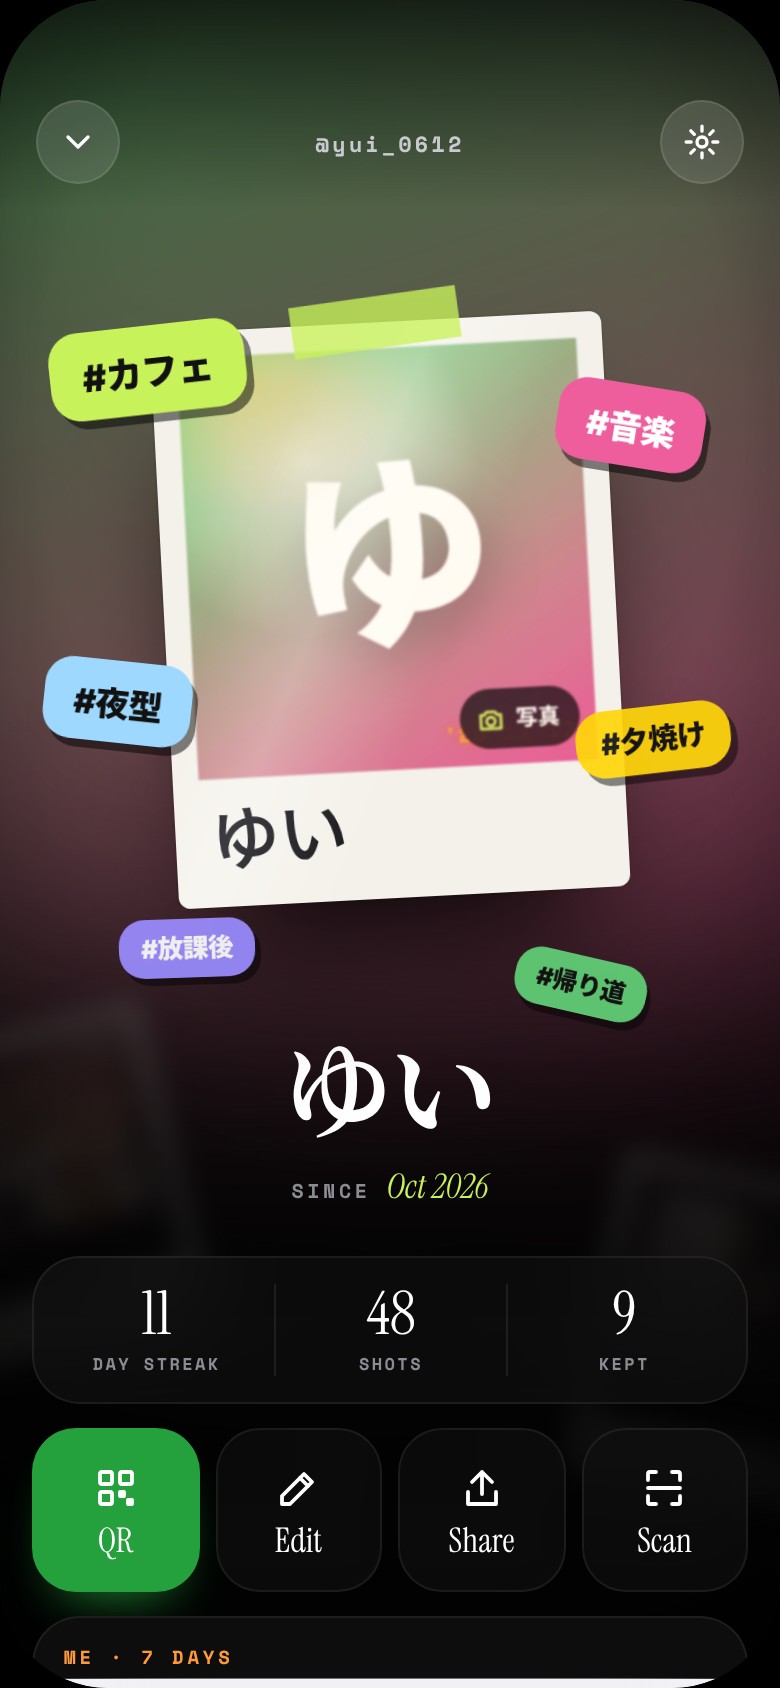 @yui_0612
#カフェ
#音楽
ゆ
#夜型
写真
#夕焼け
ゆい
#放課後
#帰り道
ゆい
SINCE Oct 2026
11
DAY STREAK
48
SHOTS
9
KEPT
QR
Edit
Share
Scan
ME · 7 DAYS